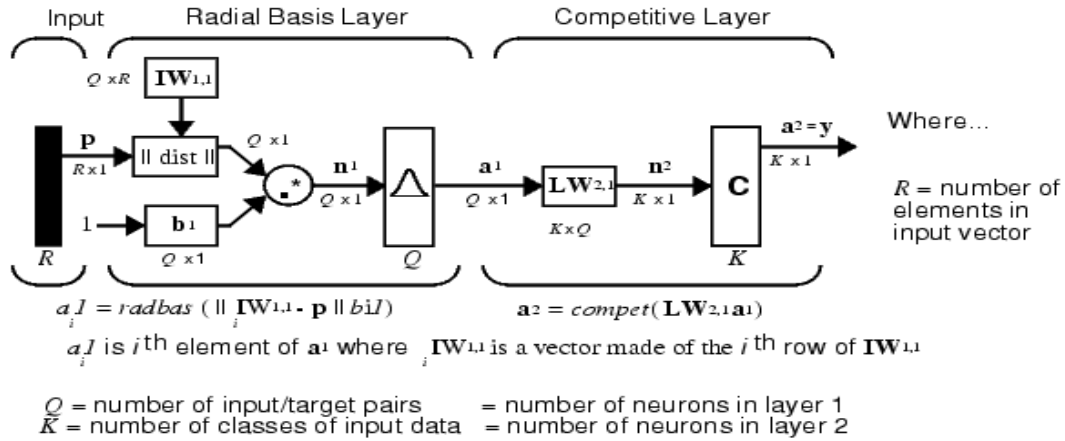 Input Radial Basis Layer Competitive Layer
Q ×R IW1,1
p R×1 || dist || Q ×1 .* n1 Q ×1 a1 Q ×1 LW2,1 n2 K ×1 C a2 = y K ×1 Where...
1 b1 Q ×1 K×Q R = number of
elements in
input vector
R Q K
ai1 = radbas ( || iIW1,1 - p || bi1) a2 = compet( LW2,1 a1)
ai1 is i th element of a1 where iIW1,1 is a vector made of the i th row of IW1,1
Q = number of input/target pairs = number of neurons in layer 1
K = number of classes of input data = number of neurons in layer 2